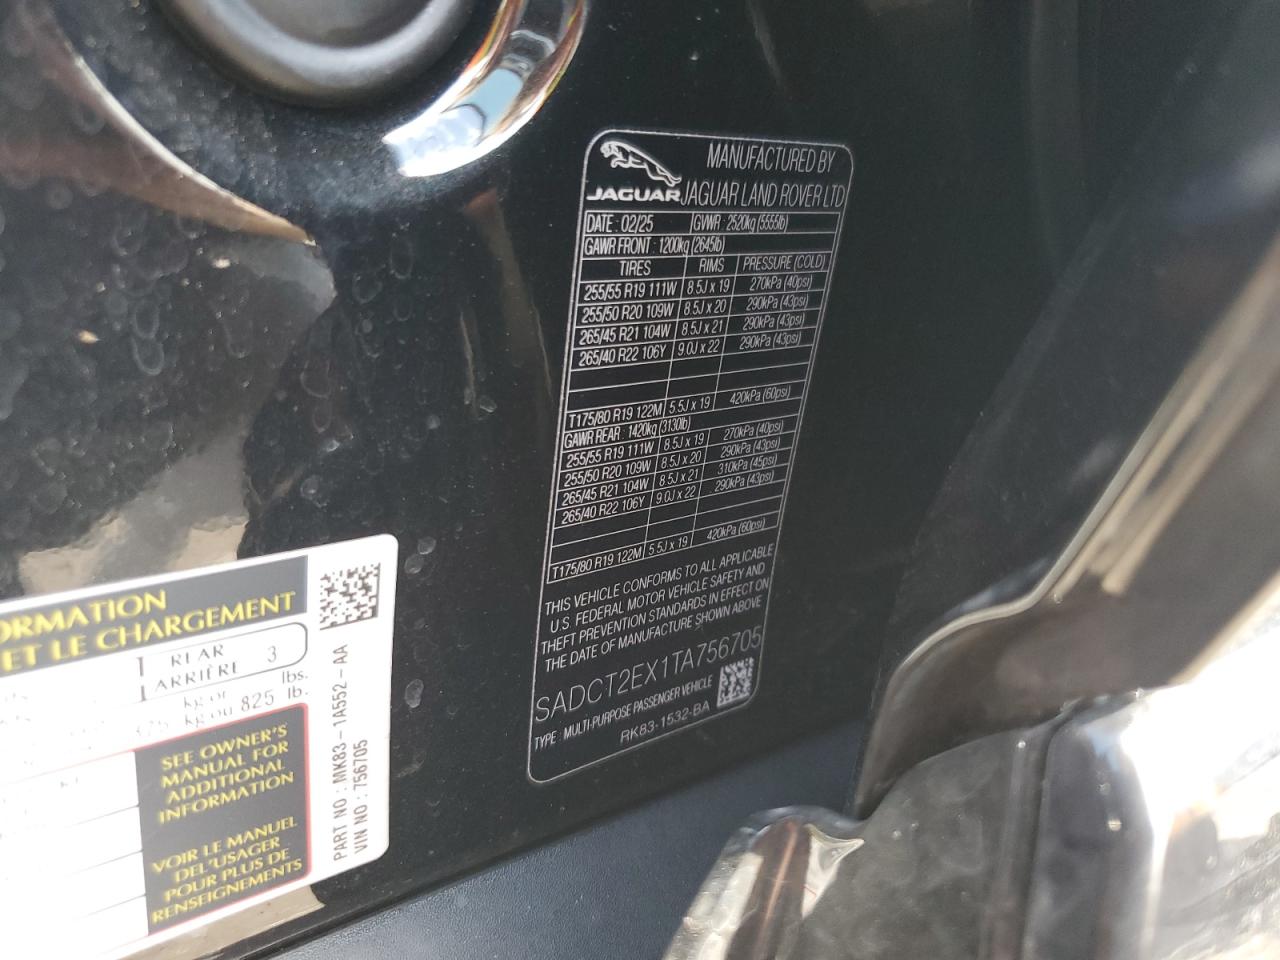 JAGUAR
MANUFACTURED BY
JAGUAR LAND ROVER LTD
DATE : 02/25 GVWR : 2520kg (5555lb)
GAWR FRONT : 1200kg (2645lb)
TIRES RIMS PRESSURE (COLD)
255/55 R19 111W 8.5J x 19 270kPa (40psi)
255/50 R20 109W 8.5J x 20 290kPa (43psi)
265/45 R21 104W 8.5J x 21 290kPa (43psi)
265/40 R22 106Y 9.0J x 22 290kPa (43psi)
T175/80 R19 122M 5.5J x 19 420kPa (60psi)
GAWR REAR : 1420kg (3130lb)
255/55 R19 111W 8.5J x 19 270kPa (40psi)
255/50 R20 109W 8.5J x 20 290kPa (43psi)
265/45 R21 104W 8.5J x 21 310kPa (45psi)
265/40 R22 106Y 9.0J x 22 290kPa (43psi)
T175/80 R19 122M 5.5J x 19 420kPa (60psi)
THIS VEHICLE CONFORMS TO ALL APPLICABLE
U.S. FEDERAL MOTOR VEHICLE SAFETY AND
THEFT PREVENTION STANDARDS IN EFFECT ON
THE DATE OF MANUFACTURE SHOWN ABOVE
SADCT2EX1TA756705
TYPE : MULTI-PURPOSE PASSENGER VEHICLE
RK83-1532-BA
ORMATION
ET LE CHARGEMENT
REAR
ARRIÈRE 3
kg or lbs.
kg ou 825 lb.
SEE OWNER'S
MANUAL FOR
ADDITIONAL
INFORMATION
VOIR LE MANUEL
DEL'USAGER
POUR PLUS DE
RENSEIGNEMENTS
PART NO : MK83-1A552-AA
VIN NO : 756705